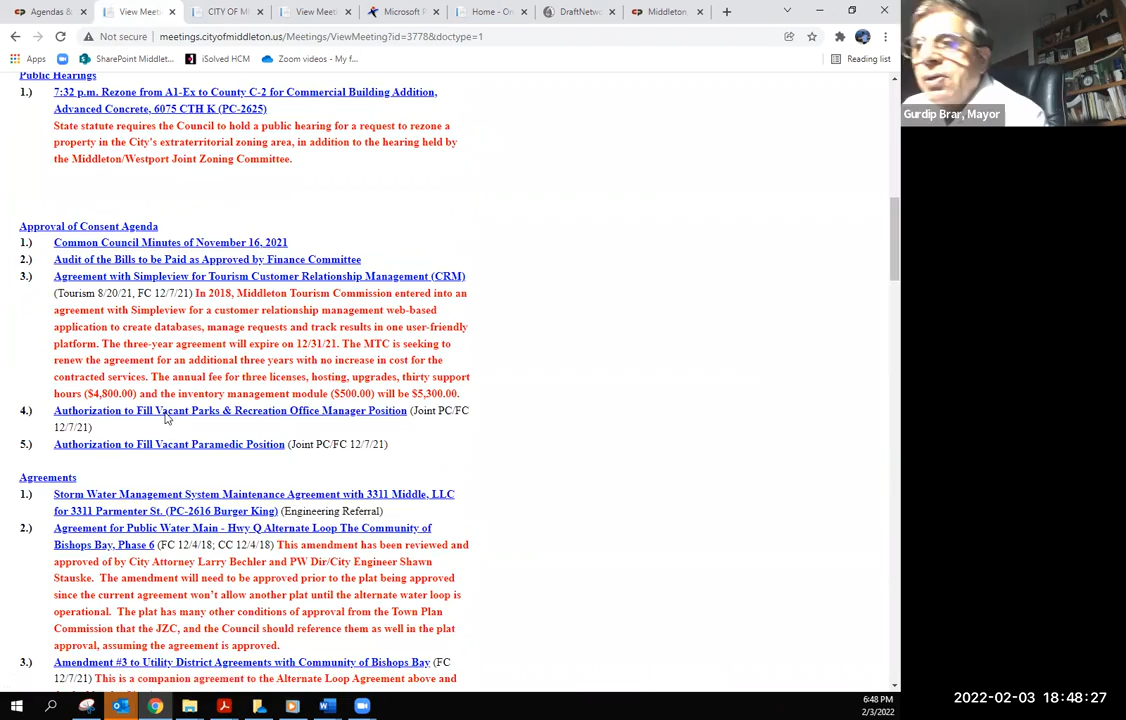 Agendas &
View Meet
CITY OF M
View Meet
Microsoft P
Home - On
DraftNetw
Middleton
Not secure | meetings.cityofmiddleton.us/Meetings/ViewMeeting?id=3778&doctype=1
Apps
SharePoint Middlet...
iSolved HCM
Zoom videos - My f...
Reading list
Public Hearings
1.) 7:32 p.m. Rezone from A1-Ex to County C-2 for Commercial Building Addition,
Advanced Concrete, 6075 CTH K (PC-2625)
State statute requires the Council to hold a public hearing for a request to rezone a
property in the City's extraterritorial zoning area, in addition to the hearing held by
the Middleton/Westport Joint Zoning Committee.
Gurdip Brar, Mayor
Approval of Consent Agenda
1.) Common Council Minutes of November 16, 2021
2.) Audit of the Bills to be Paid as Approved by Finance Committee
3.) Agreement with Simpleview for Tourism Customer Relationship Management (CRM)
(Tourism 8/20/21, FC 12/7/21) In 2018, Middleton Tourism Commission entered into an
agreement with Simpleview for a customer relationship management web-based
application to create databases, manage requests and track results in one user-friendly
platform. The three-year agreement will expire on 12/31/21. The MTC is seeking to
renew the agreement for an additional three years with no increase in cost for the
contracted services. The annual fee for three licenses, hosting, upgrades, thirty support
hours ($4,800.00) and the inventory management module ($500.00) will be $5,300.00.
4.) Authorization to Fill Vacant Parks & Recreation Office Manager Position (Joint PC/FC
12/7/21)
5.) Authorization to Fill Vacant Paramedic Position (Joint PC/FC 12/7/21)
Agreements
1.) Storm Water Management System Maintenance Agreement with 3311 Middle, LLC
for 3311 Parmenter St. (PC-2616 Burger King) (Engineering Referral)
2.) Agreement for Public Water Main - Hwy Q Alternate Loop The Community of
Bishops Bay, Phase 6 (FC 12/4/18; CC 12/4/18) This amendment has been reviewed and
approved of by City Attorney Larry Bechler and PW Dir/City Engineer Shawn
Stauske. The amendment will need to be approved prior to the plat being approved
since the current agreement won't allow another plat until the alternate water loop is
operational. The plat has many other conditions of approval from the Town Plan
Commission that the JZC, and the Council should reference them as well in the plat
approval, assuming the agreement is approved.
3.) Amendment #3 to Utility District Agreements with Community of Bishops Bay (FC
12/7/21) This is a companion agreement to the Alternate Loop Agreement above and
6:48 PM
2/3/2022
2022-02-03 18:48:27